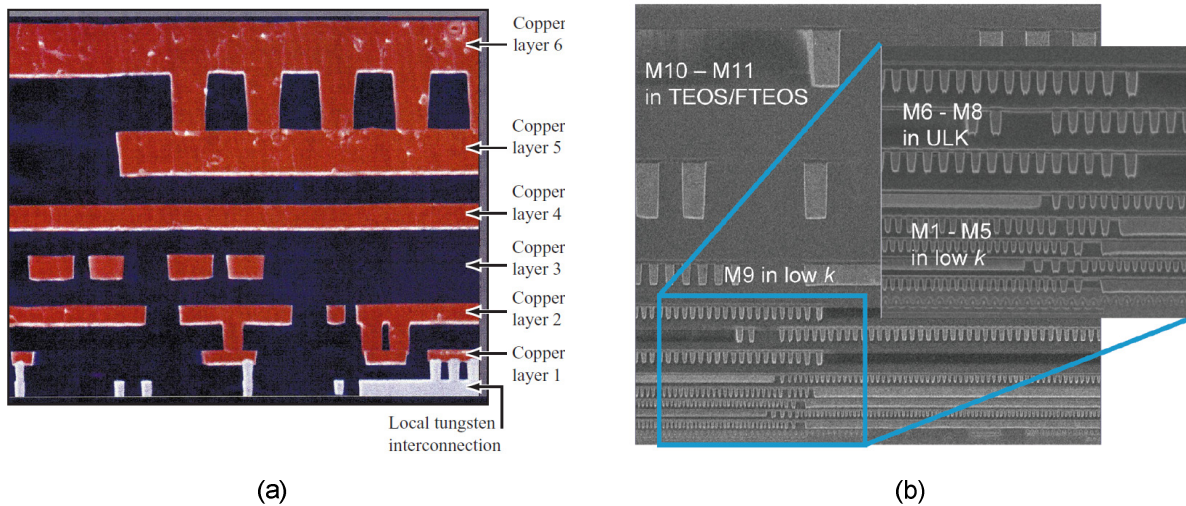 Copper
layer 6
Copper
layer 5
Copper
layer 4
Copper
layer 3
Copper
layer 2
Copper
layer 1
Local tungsten
interconnection
(a)
M10 – M11
in TEOS/FTEOS
M9 in low k
M6 - M8
in ULK
M1 - M5
in low k
(b)